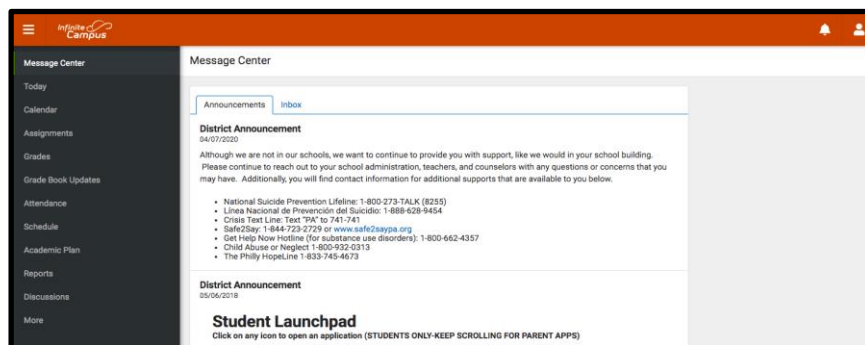 Infinite
Campus
Message Center
Today
Calendar
Assignments
Grades
Grade Book Updates
Attendance
Schedule
Academic Plan
Reports
Discussions
More
Message Center
Announcements Inbox
District Announcement
04/07/2020
Although we are not in our schools, we want to continue to provide you with support, like we would in your school building.
Please continue to reach out to your school administration, teachers, and counselors with any questions or concerns that you
may have. Additionally, you will find contact information for additional supports that are available to you below.
• National Suicide Prevention Lifeline: 1-800-273-TALK (8255)
• Línea Nacional de Prevención del Suicidio: 1-888-628-9454
• Crisis Text Line: Text "PA" to 741-741
• Safe2Say: 1-844-723-2729 or www.safe2saypa.org
• Get Help Now Hotline (for substance use disorders): 1-800-662-4357
• Child Abuse or Neglect 1-800-932-0313
• The Philly HopeLine 1-833-745-4673
District Announcement
05/06/2018
Student Launchpad
Click on any icon to open an application (STUDENTS ONLY-KEEP SCROLLING FOR PARENT APPS)